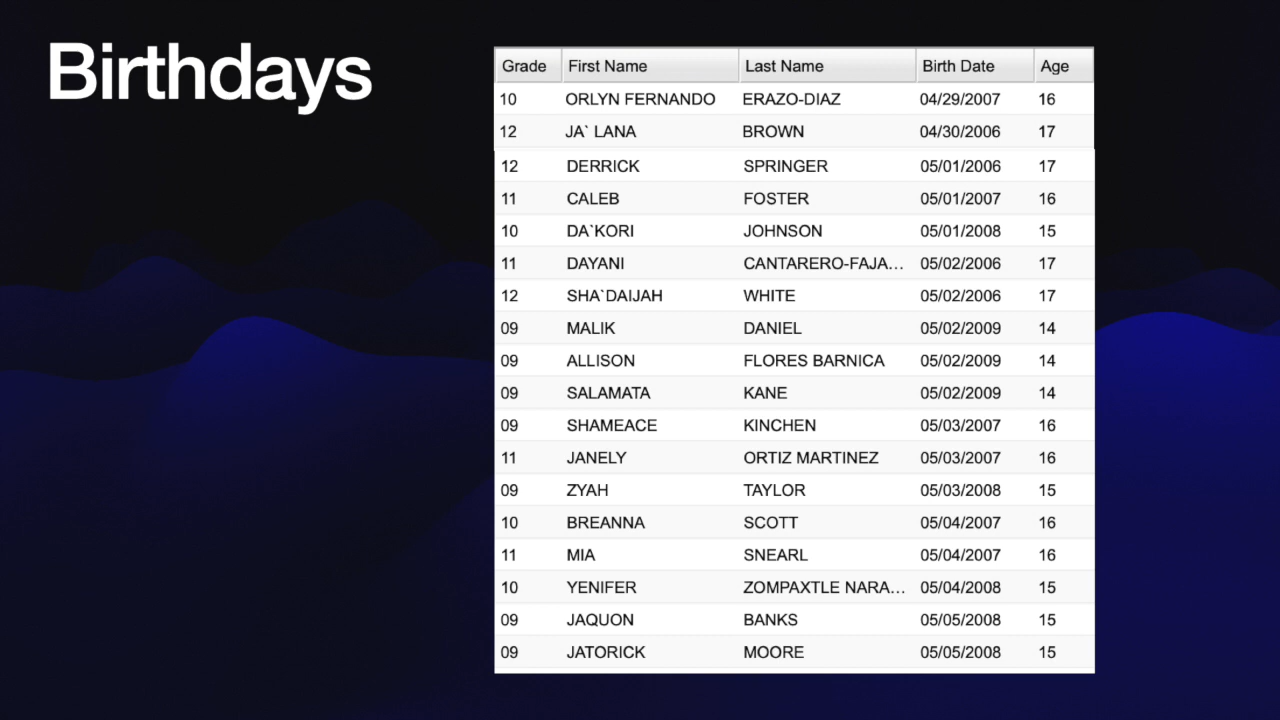 Birthdays
Grade First Name Last Name Birth Date Age
10 ORLYN FERNANDO ERAZO-DIAZ 04/29/2007 16
12 JA` LANA BROWN 04/30/2006 17
12 DERRICK SPRINGER 05/01/2006 17
11 CALEB FOSTER 05/01/2007 16
10 DA`KORI JOHNSON 05/01/2008 15
11 DAYANI CANTARERO-FAJA... 05/02/2006 17
12 SHA`DAIJAH WHITE 05/02/2006 17
09 MALIK DANIEL 05/02/2009 14
09 ALLISON FLORES BARNICA 05/02/2009 14
09 SALAMATA KANE 05/02/2009 14
09 SHAMEACE KINCHEN 05/03/2007 16
11 JANELY ORTIZ MARTINEZ 05/03/2007 16
09 ZYAH TAYLOR 05/03/2008 15
10 BREANNA SCOTT 05/04/2007 16
11 MIA SNEARL 05/04/2007 16
10 YENIFER ZOMPAXTLE NARA... 05/04/2008 15
09 JAQUON BANKS 05/05/2008 15
09 JATORICK MOORE 05/05/2008 15